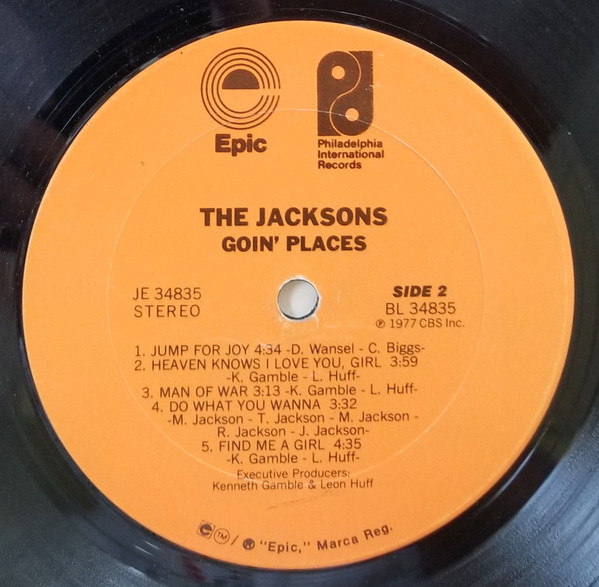 Epic
Philadelphia
International
Records
THE JACKSONS
GOIN' PLACES
JE 34835
STEREO
SIDE 2
BL 34835
℗ 1977 CBS Inc.
1. JUMP FOR JOY 4:34 -D. Wansel - C. Biggs-
2. HEAVEN KNOWS I LOVE YOU, GIRL 3:59
-K. Gamble - L. Huff-
3. MAN OF WAR 3:13 -K. Gamble - L. Huff-
4. DO WHAT YOU WANNA 3:32
-M. Jackson - T. Jackson - M. Jackson -
R. Jackson - J. Jackson-
5. FIND ME A GIRL 4:35
-K. Gamble - L. Huff-
Executive Producers:
Kenneth Gamble & Leon Huff
e ™ / ® "Epic," Marca Reg.